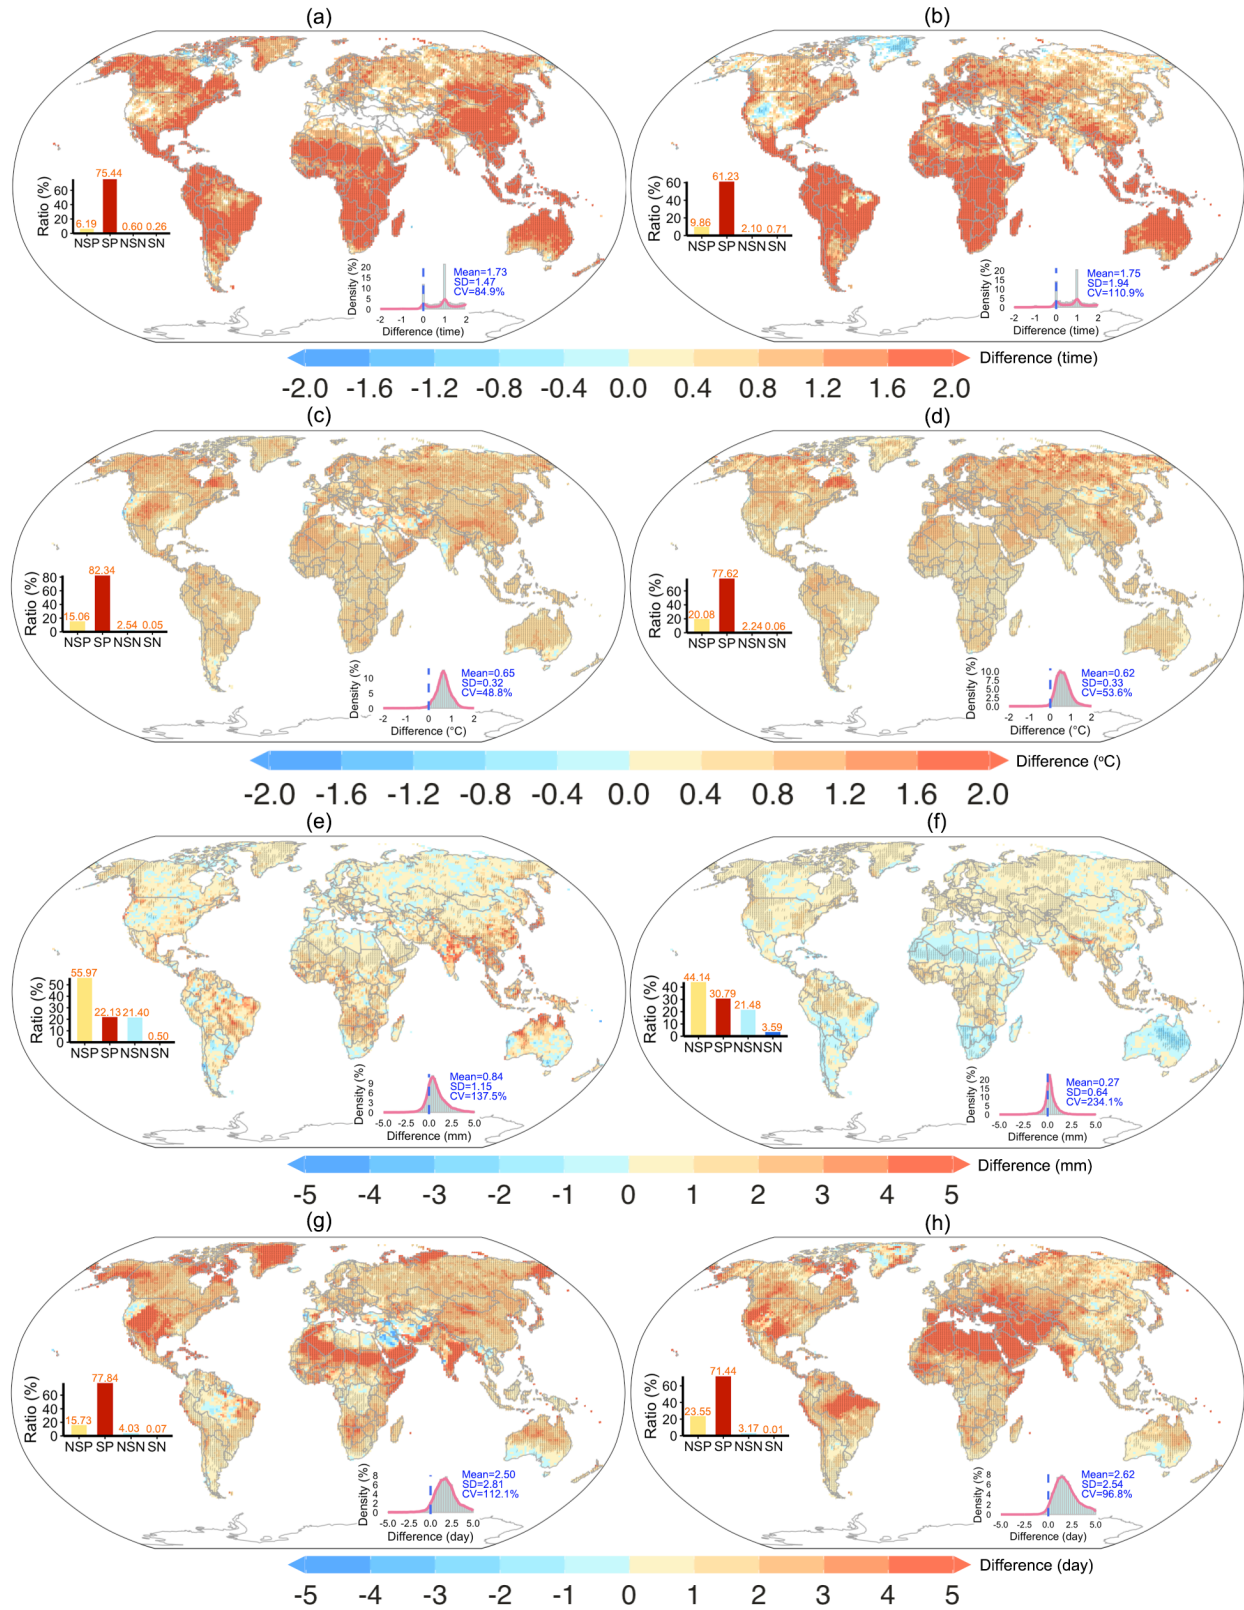 (a)
(b)
Ratio (%)
60
40
20
0
6.19
75.44
0.60
0.26
NSP SP NSN SN
Density (%)
20
15
10
5
0
Mean=1.73
SD=1.47
CV=84.9%
-2 -1 0 1 2
Difference (time)
Ratio (%)
60
40
20
0
9.86
61.23
2.10
0.71
NSP SP NSN SN
Density (%)
20
15
10
5
0
Mean=1.75
SD=1.94
CV=110.9%
-2 -1 0 1 2
Difference (time)
-2.0 -1.6 -1.2 -0.8 -0.4 0.0 0.4 0.8 1.2 1.6 2.0
Difference (time)
(c)
(d)
Ratio (%)
80
60
40
20
0
15.06
82.34
2.54
0.05
NSP SP NSN SN
Density (%)
10
5
0
Mean=0.65
SD=0.32
CV=48.8%
-2 -1 0 1 2
Difference (°C)
Ratio (%)
60
40
20
0
20.08
77.62
2.24
0.06
NSP SP NSN SN
Density (%)
10.0
7.5
5.0
2.5
0.0
Mean=0.62
SD=0.33
CV=53.6%
-2 -1 0 1 2
Difference (°C)
-2.0 -1.6 -1.2 -0.8 -0.4 0.0 0.4 0.8 1.2 1.6 2.0
Difference (°C)
(e)
(f)
Ratio (%)
50
40
30
20
10
0
55.97
22.13
21.40
0.50
NSP SP NSN SN
Density (%)
9
6
3
0
Mean=0.84
SD=1.15
CV=137.5%
-5.0 -2.5 0.0 2.5 5.0
Difference (mm)
Ratio (%)
40
30
20
10
0
44.14
30.79
21.48
3.59
NSP SP NSN SN
Density (%)
20
15
10
5
0
Mean=0.27
SD=0.64
CV=234.1%
-5.0 -2.5 0.0 2.5 5.0
Difference (mm)
-5 -4 -3 -2 -1 0 1 2 3 4 5
Difference (mm)
(g)
(h)
Ratio (%)
60
40
20
0
15.73
77.84
4.03
0.07
NSP SP NSN SN
Density (%)
8
6
4
2
0
Mean=2.50
SD=2.81
CV=112.1%
-5.0 -2.5 0.0 2.5 5.0
Difference (day)
Ratio (%)
60
40
20
0
23.55
71.44
3.17
0.01
NSP SP NSN SN
Density (%)
8
6
4
2
0
Mean=2.62
SD=2.54
CV=96.8%
-5.0 -2.5 0.0 2.5 5.0
Difference (day)
-5 -4 -3 -2 -1 0 1 2 3 4 5
Difference (day)